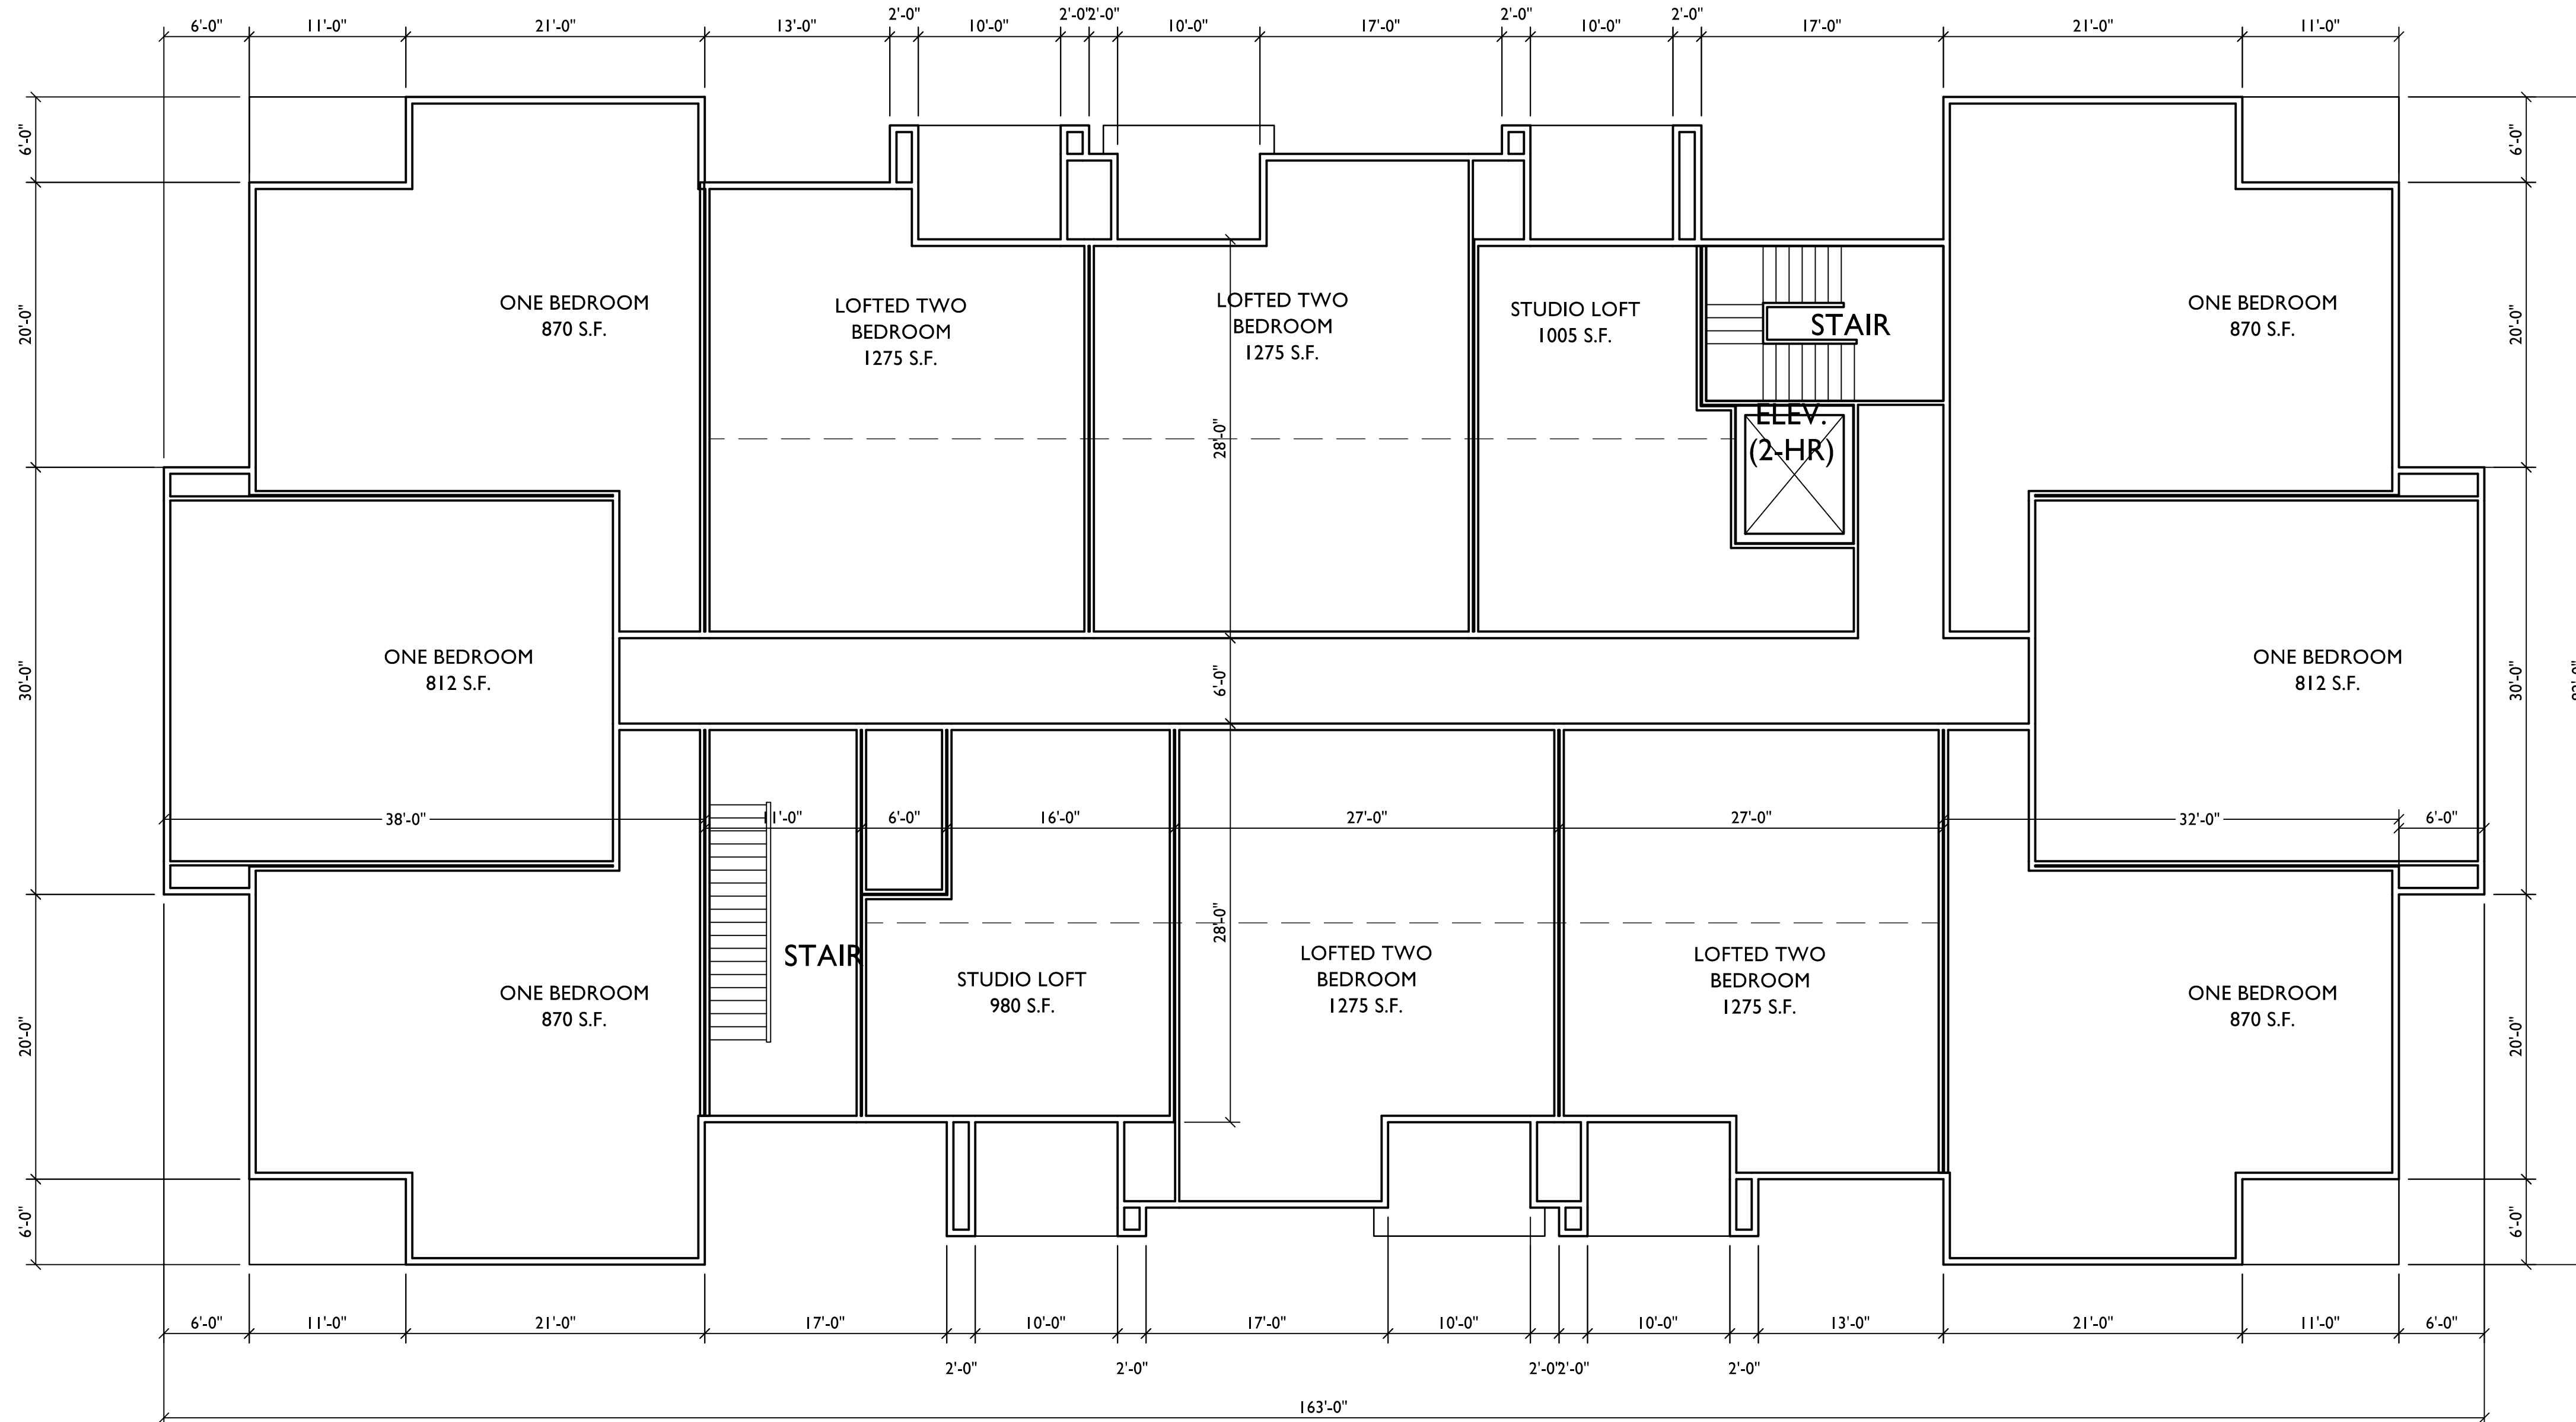 6'-0" 11'-0" 21'-0" 13'-0" 2'-0" 10'-0" 2'-0" 2'-0" 10'-0" 17'-0" 2'-0" 10'-0" 2'-0" 17'-0" 21'-0" 11'-0"
6'-0"
6'-0"
20'-0"
20'-0"
ONE BEDROOM
870 S.F.
LOFTED TWO
BEDROOM
1275 S.F.
LOFTED TWO
BEDROOM
1275 S.F.
STUDIO LOFT
1005 S.F.
STAIR
ONE BEDROOM
870 S.F.
ELEV.
(2-HR)
28'-0"
30'-0"
ONE BEDROOM
812 S.F.
6'-0"
ONE BEDROOM
812 S.F.
30'-0"
38'-0" 11'-0" 6'-0" 16'-0" 27'-0" 27'-0" 32'-0" 6'-0"
28'-0"
STAIR
ONE BEDROOM
870 S.F.
STUDIO LOFT
980 S.F.
LOFTED TWO
BEDROOM
1275 S.F.
LOFTED TWO
BEDROOM
1275 S.F.
ONE BEDROOM
870 S.F.
20'-0"
20'-0"
6'-0"
6'-0"
6'-0" 11'-0" 21'-0" 17'-0" 10'-0" 17'-0" 10'-0" 10'-0" 13'-0" 21'-0" 11'-0" 6'-0"
2'-0" 2'-0" 2'-0" 2'-0" 2'-0"
163'-0"